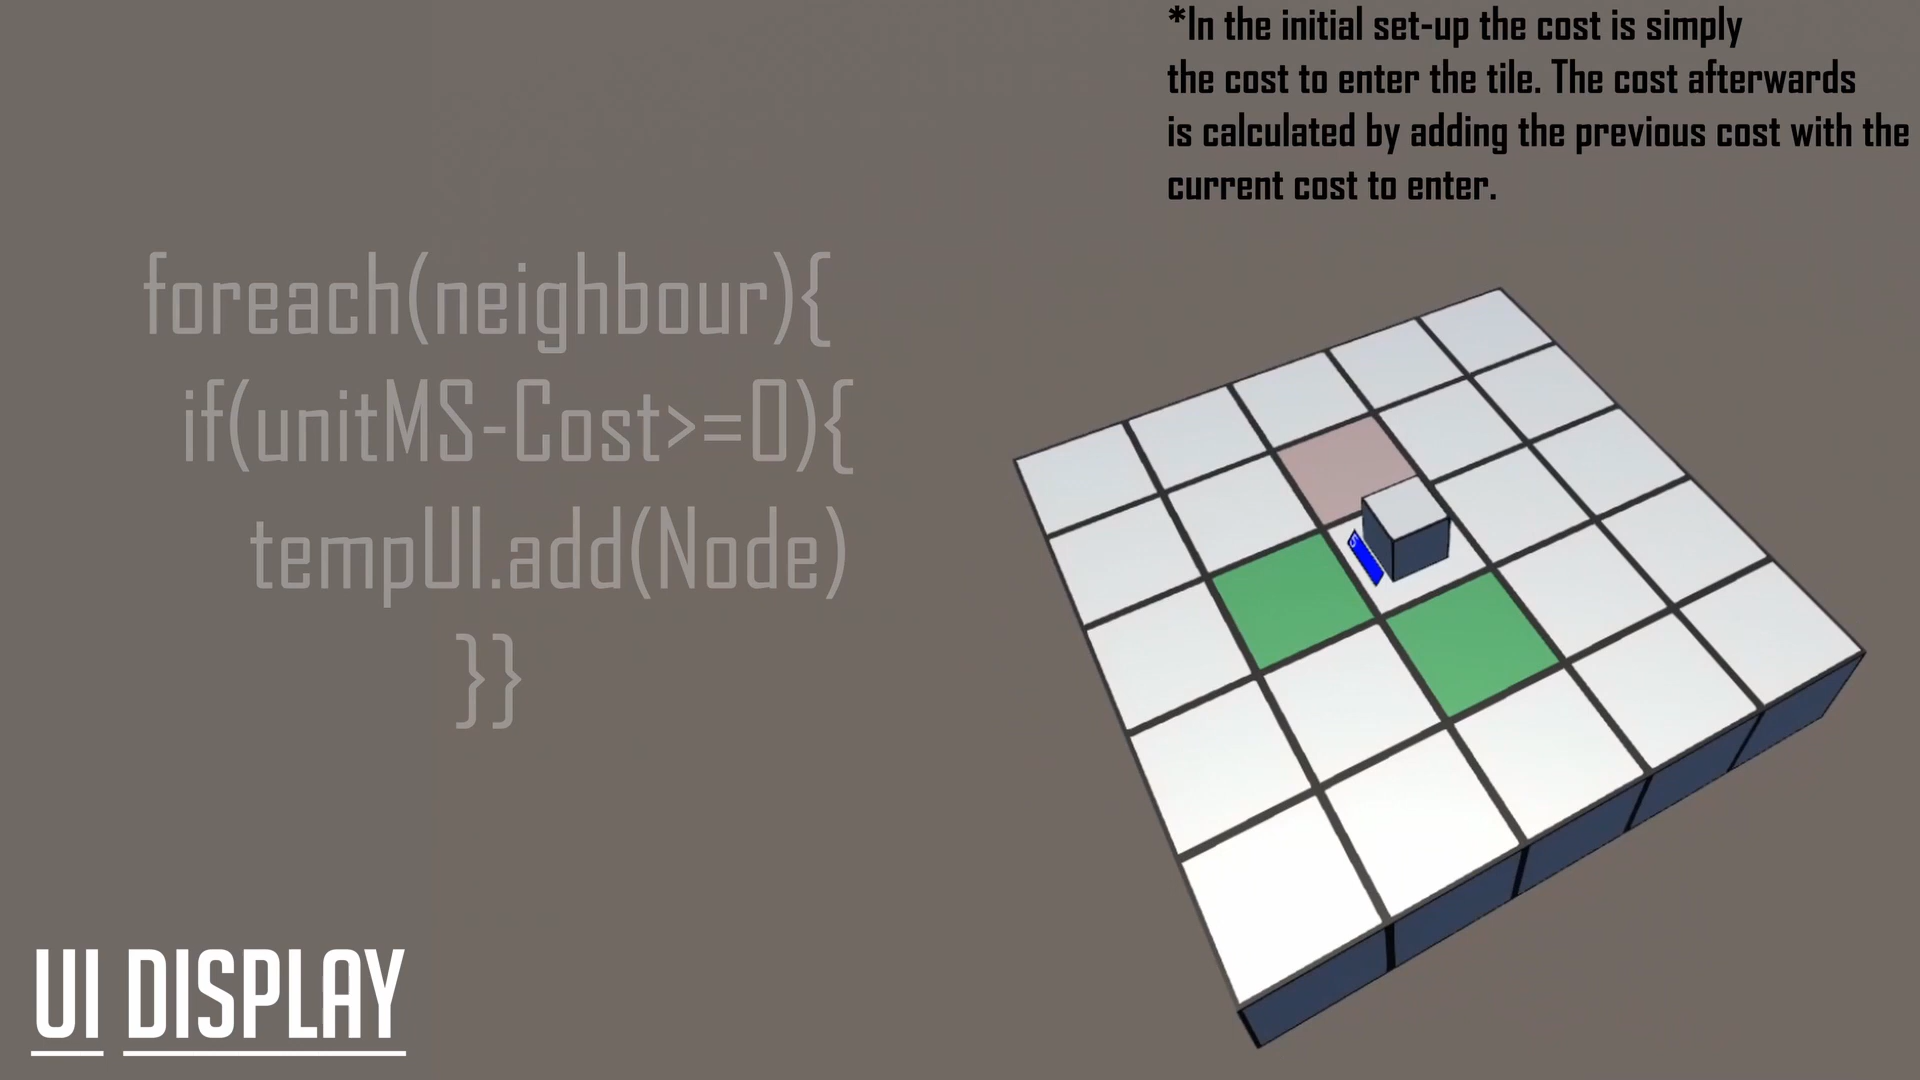 *In the initial set-up the cost is simply
the cost to enter the tile. The cost afterwards
is calculated by adding the previous cost with the
current cost to enter.
foreach(neighbour){
if(unitMS-Cost>=0){
tempUI.add(Node)
}}
UI DISPLAY